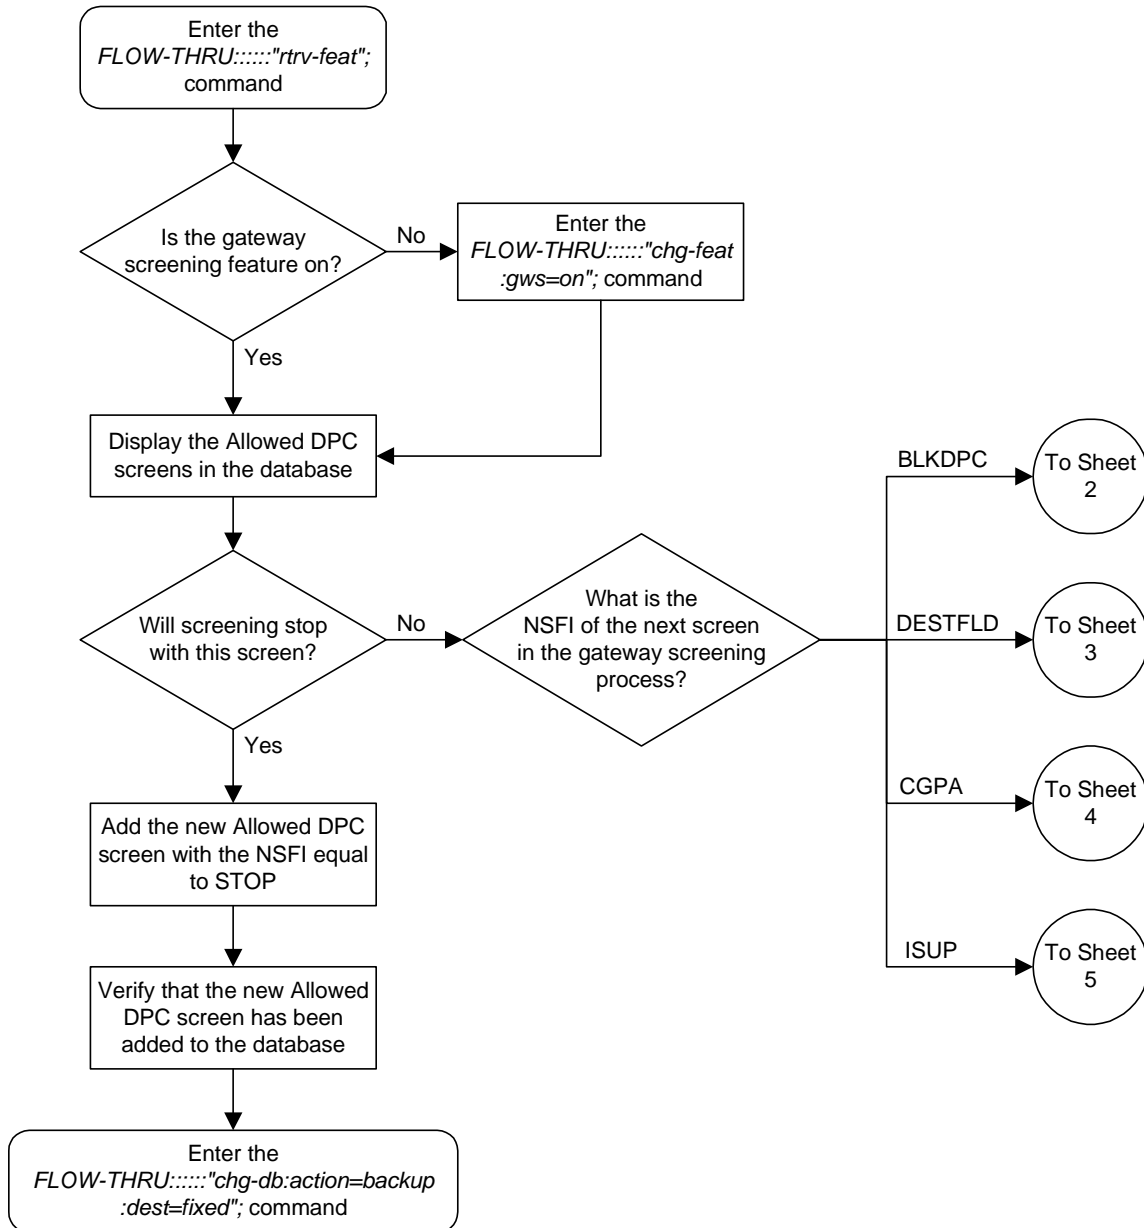 Enter the
FLOW-THRU::::::"rtrv-feat";
command
Is the gateway
screening feature on?
No
Enter the
FLOW-THRU::::::"chg-feat
:gws=on"; command
Yes
Display the Allowed DPC
screens in the database
Will screening stop
with this screen?
No
What is the
NSFI of the next screen
in the gateway screening
process?
BLKDPC
To Sheet
2
DESTFLD
To Sheet
3
CGPA
To Sheet
4
ISUP
To Sheet
5
Yes
Add the new Allowed DPC
screen with the NSFI equal
to STOP
Verify that the new Allowed
DPC screen has been
added to the database
Enter the
FLOW-THRU::::::"chg-db:action=backup
:dest=fixed"; command